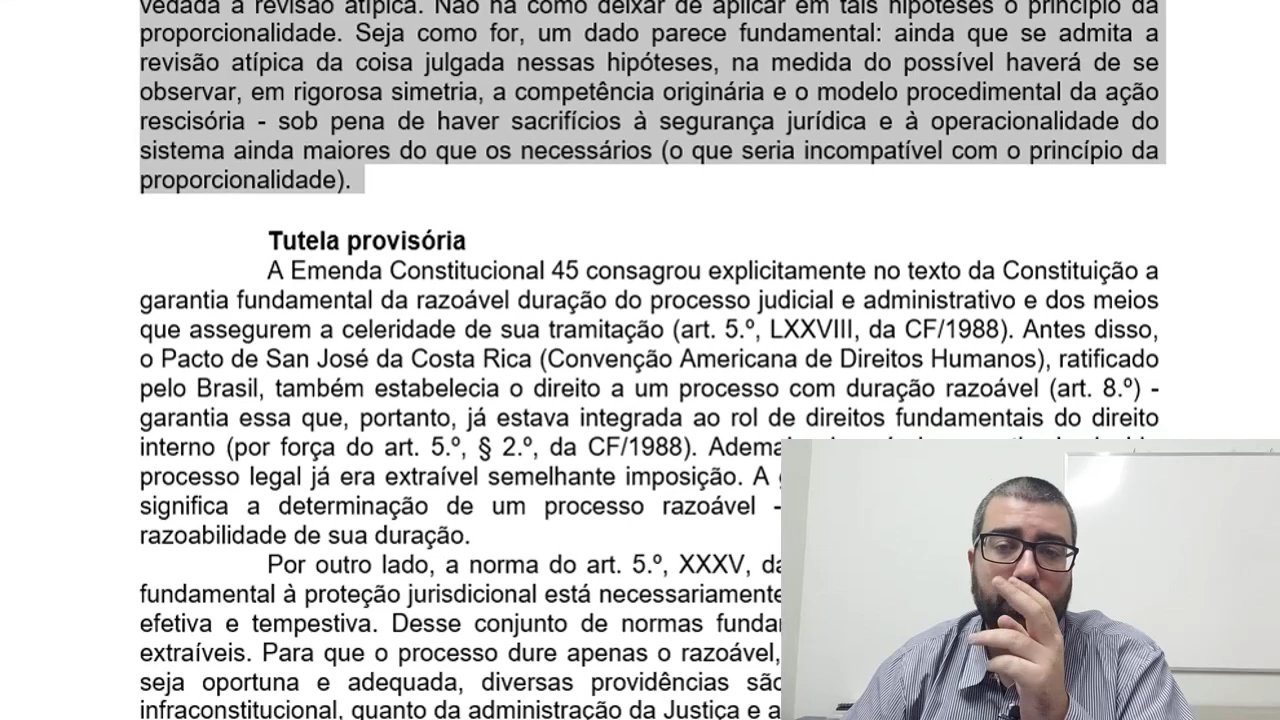 vedada a revisão atípica. Não há como deixar de aplicar em tais hipóteses o princípio da
proporcionalidade. Seja como for, um dado parece fundamental: ainda que se admita a
revisão atípica da coisa julgada nessas hipóteses, na medida do possível haverá de se
observar, em rigorosa simetria, a competência originária e o modelo procedimental da ação
rescisória - sob pena de haver sacrifícios à segurança jurídica e à operacionalidade do
sistema ainda maiores do que os necessários (o que seria incompatível com o princípio da
proporcionalidade).
Tutela provisória
A Emenda Constitucional 45 consagrou explicitamente no texto da Constituição a
garantia fundamental da razoável duração do processo judicial e administrativo e dos meios
que assegurem a celeridade de sua tramitação (art. 5.º, LXXVIII, da CF/1988). Antes disso,
o Pacto de San José da Costa Rica (Convenção Americana de Direitos Humanos), ratificado
pelo Brasil, também estabelecia o direito a um processo com duração razoável (art. 8.º) -
garantia essa que, portanto, já estava integrada ao rol de direitos fundamentais do direito
interno (por força do art. 5.º, § 2.º, da CF/1988).
processo legal já era extraível semelhante imposição. A
significa a determinação de um processo razoável -
razoabilidade de sua duração.
Por outro lado, a norma do art. 5.º, XXXV,
fundamental à proteção jurisdicional está necessariamente
efetiva e tempestiva. Desse conjunto de normas
extraíveis. Para que o processo dure apenas o razoável,
seja oportuna e adequada, diversas providências
infraconstitucional, quanto da administração da Justiça e a